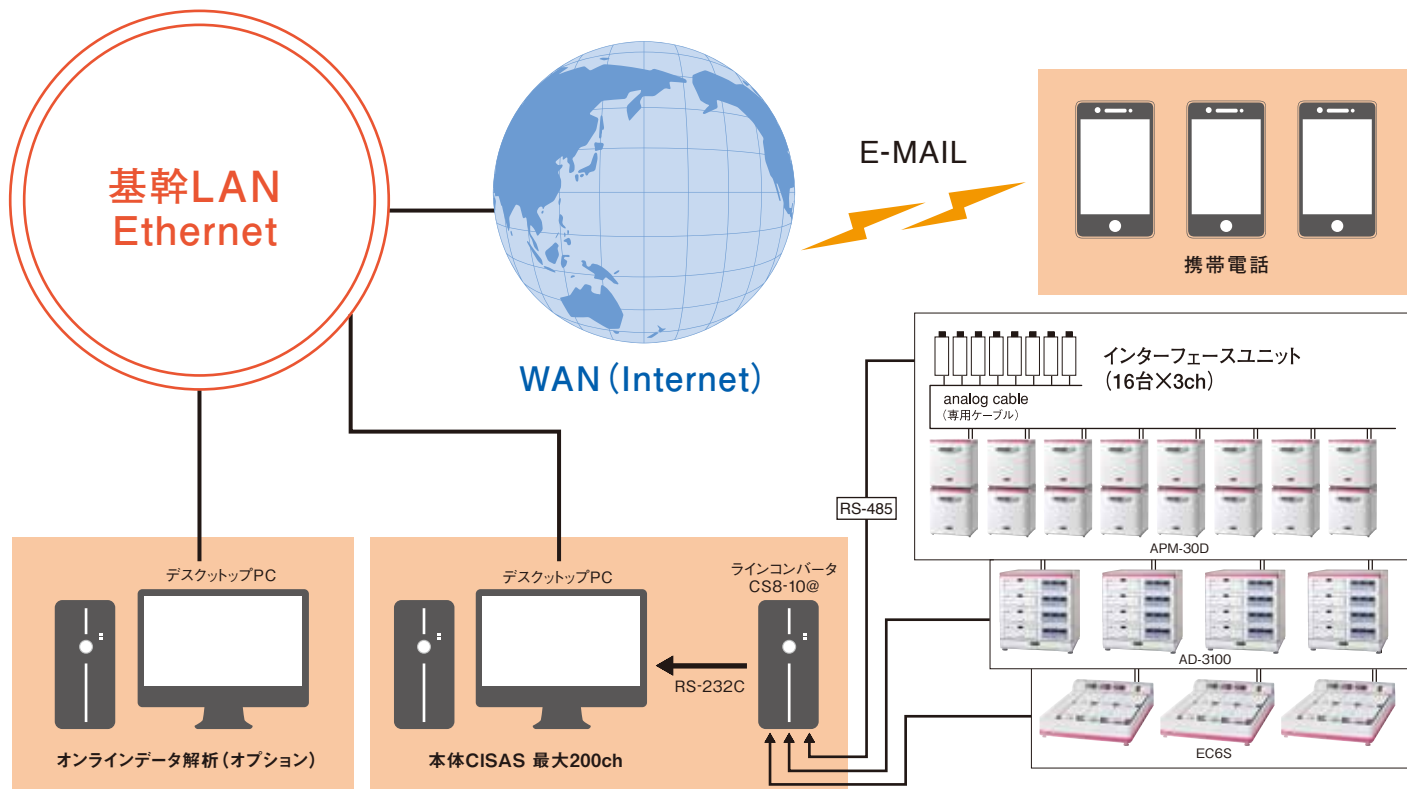 基幹LAN
Ethernet
WAN（Internet）
E-MAIL
携帯電話
インターフェースユニット
（16台×3ch）
analog cable
（専用ケーブル）
RS-485
APM-30D
AD-3100
EC6S
デスクットップPC
オンラインデータ解析（オプション）
デスクットップPC
ラインコンバータ
CS8-10@
RS-232C
本体CISAS 最大200ch